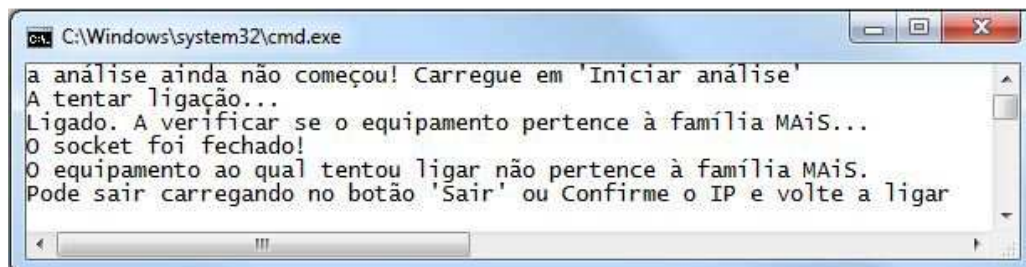 C:\Windows\system32\cmd.exe
a análise ainda não começou! Carregue em 'Iniciar análise'
A tentar ligação...
Ligado. A verificar se o equipamento pertence à família MAiS...
O socket foi fechado!
O equipamento ao qual tentou ligar não pertence à família MAiS.
Pode sair carregando no botão 'Sair' ou Confirme o IP e volte a ligar